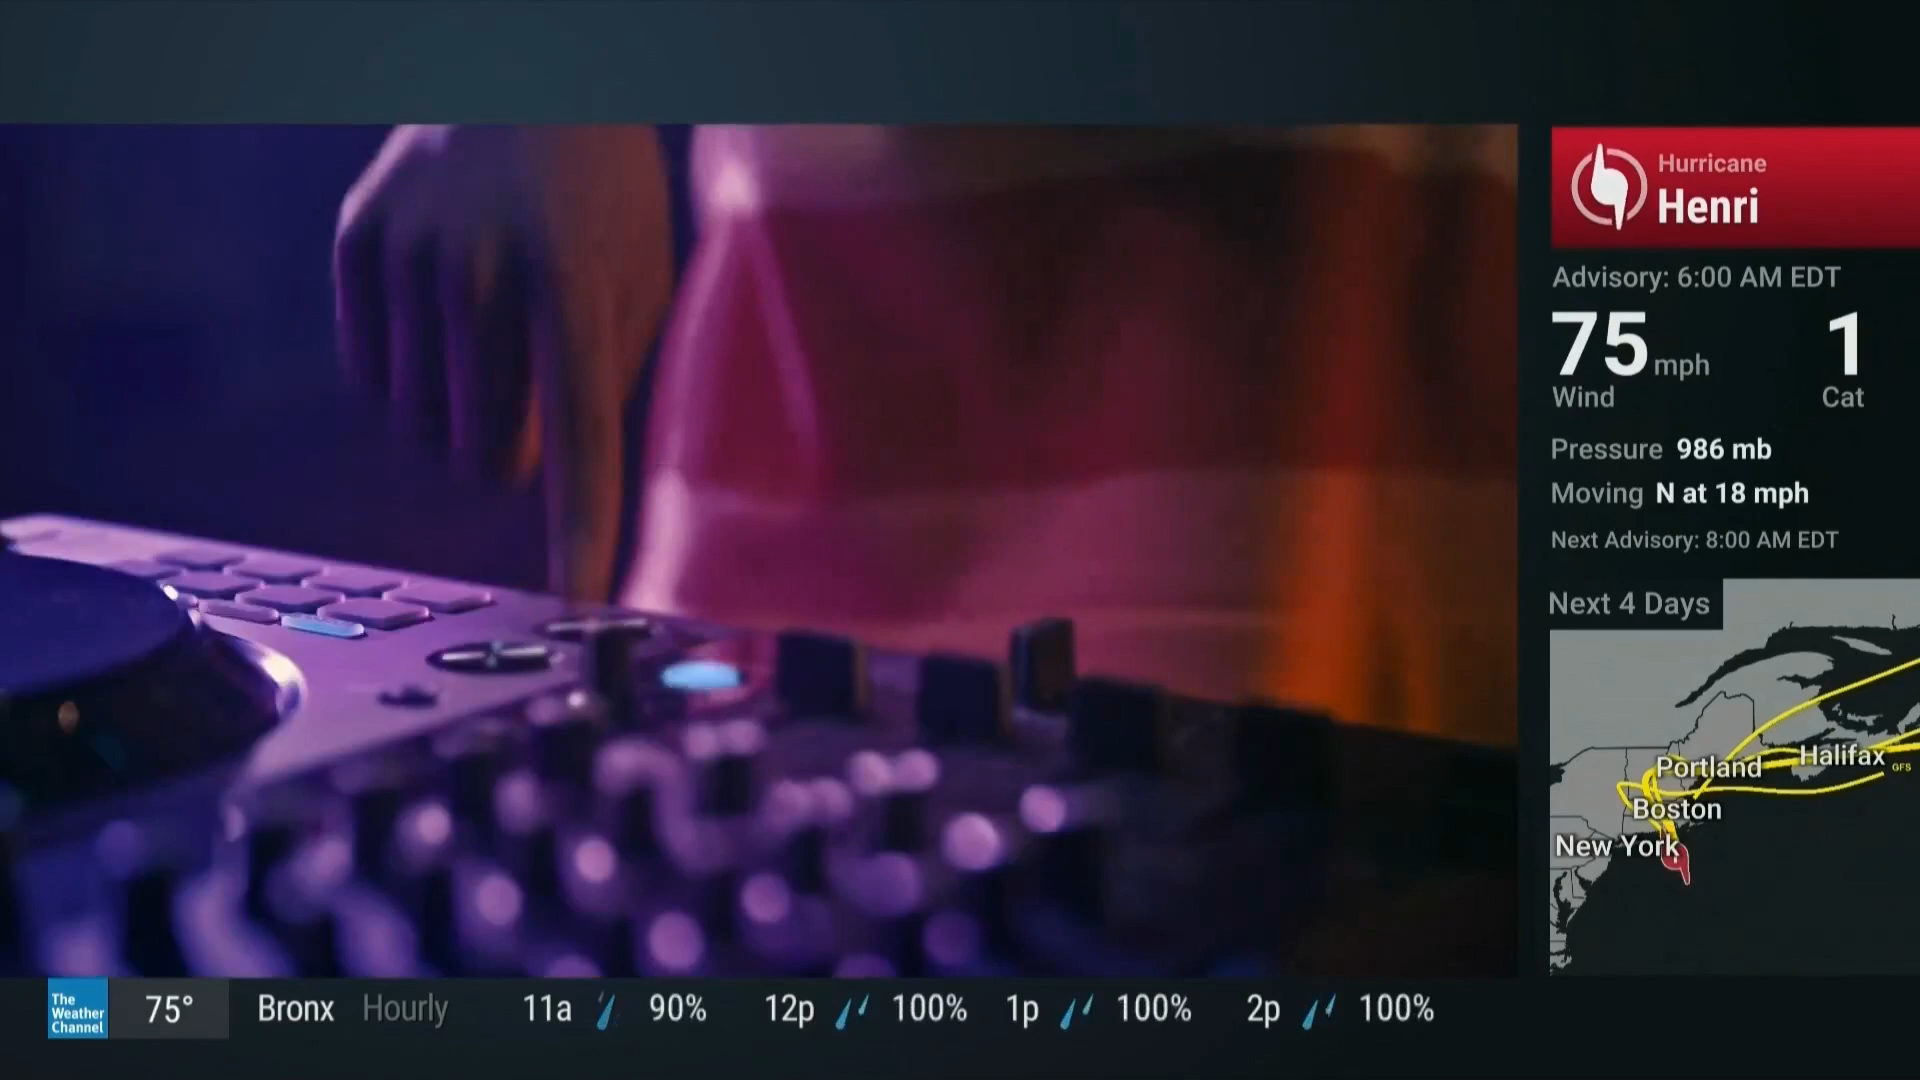 Hurricane
Henri
Advisory: 6:00 AM EDT
75 mph 1
Wind Cat
Pressure 986 mb
Moving N at 18 mph
Next Advisory: 8:00 AM EDT
Next 4 Days
Portland
Halifax
GFS
Boston
New York
The
Weather
Channel
75° Bronx Hourly 11a 90% 12p 100% 1p 100% 2p 100%